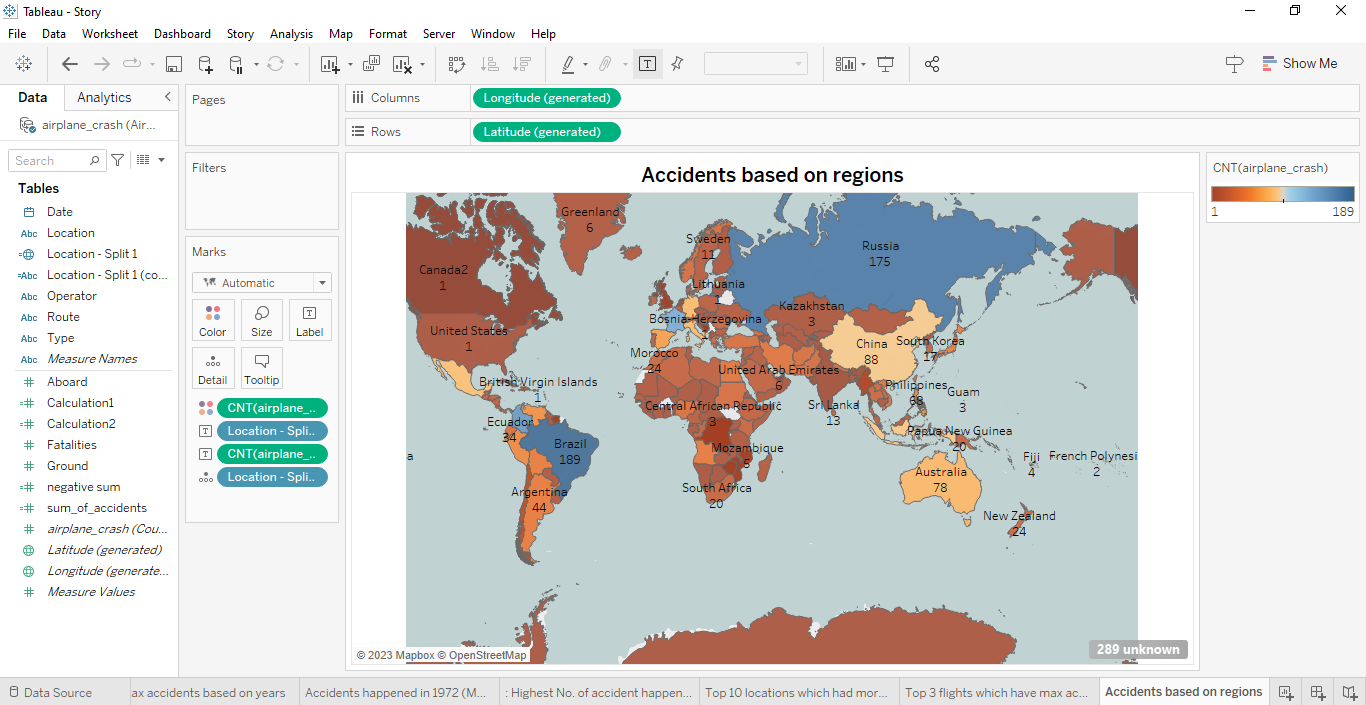 Tableau - Story
File Data Worksheet Dashboard Story Analysis Map Format Server Window Help
Show Me
Data Analytics
airplane_crash (Air...
Search
Tables
Date
Abc Location
Location - Split 1
Abc Location - Split 1 (co...
Abc Operator
Abc Route
Abc Type
Abc Measure Names
Aboard
Calculation1
Calculation2
Fatalities
Ground
negative sum
sum_of_accidents
airplane_crash (Cou...
Latitude (generated)
Longitude (generate...
Measure Values
Pages
Filters
Marks
Automatic
Color Size Label
Detail Tooltip
CNT(airplane_..
Location - Spli..
CNT(airplane_..
Location - Spli..
Columns Longitude (generated)
Rows Latitude (generated)
Accidents based on regions
Greenland
6
Sweden
11
Russia
175
Canada2
1
Lithuania
1
Kazakhstan
3
Bosnia-Herzegovina
1
United States
1
China
88
South Korea
17
Morocco
24
United Arab Emirates
6
British Virgin Islands
1
Philippines
68
Guam
3
Central African Republic
3
Sri Lanka
13
Ecuador
34
Brazil
189
Papua New Guinea
20
Mozambique
5
a
Fiji
4
French Polynesi
2
Australia
78
South Africa
20
Argentina
44
New Zealand
24
© 2023 Mapbox © OpenStreetMap
289 unknown
CNT(airplane_crash)
1 189
Data Source
ax accidents based on years
Accidents happened in 1972 (M...
: Highest No. of accident happen...
Top 10 locations which had mor...
Top 3 flights which have max ac...
Accidents based on regions